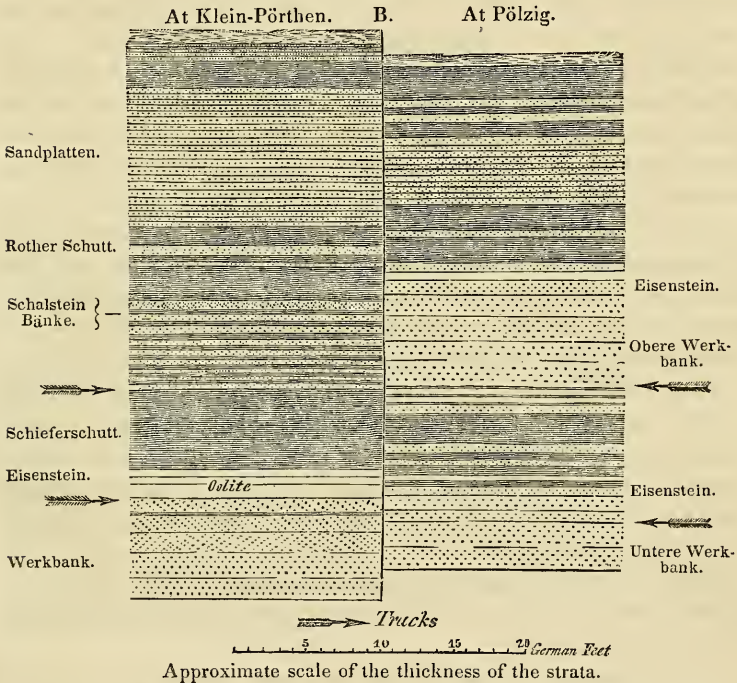 At Klein-Pörthen. B. At Pölzig.
Sandplatten.
Rother Schutt.
Schalstein
Bänke.
Schieferschutt.
Eisenstein.
Oolite
Werkbank.
Eisenstein.
Obere Werk-
bank.
Eisenstein.
Untere Werk-
bank.
Tracks
5 10 15 20 German Feet
Approximate scale of the thickness of the strata.